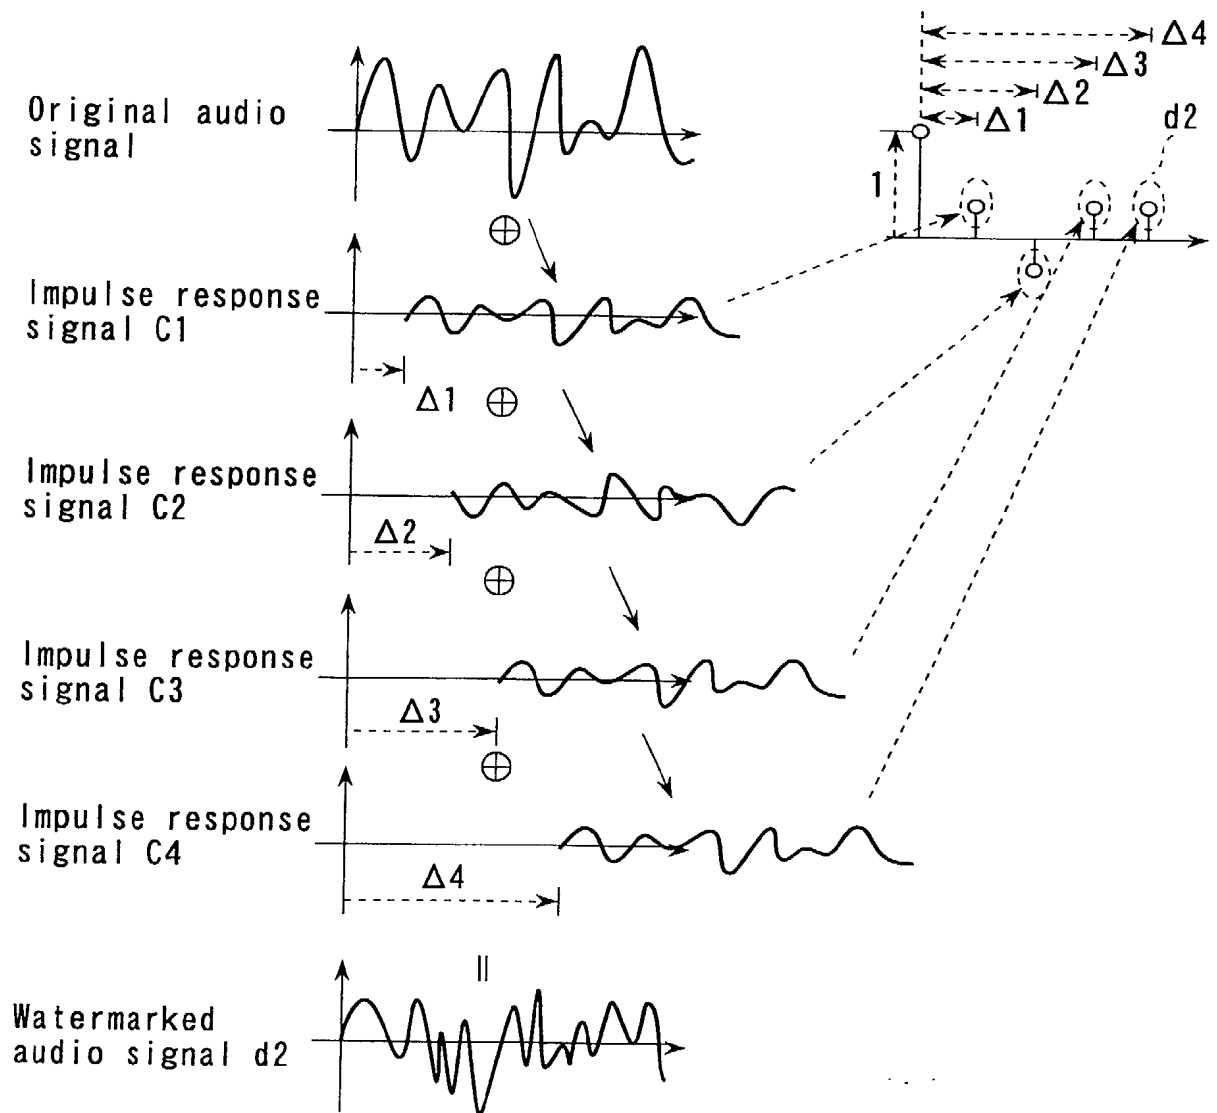 Original audio
signal
Impulse response
signal C1
Δ1
Impulse response
signal C2
Δ2
Impulse response
signal C3
Δ3
Impulse response
signal C4
Δ4
Watermarked
audio signal d2
Δ4
Δ3
Δ2
Δ1
d2
1